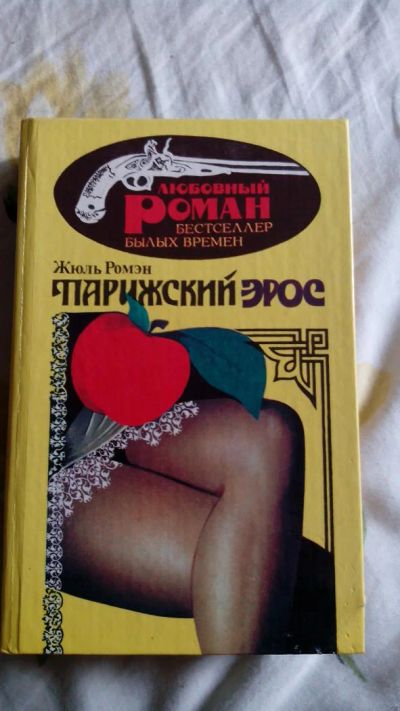 ЛЮБОВНЫЙ
РОМАН
БЕСТСЕЛЛЕР
БЫЛЫХ ВРЕМЕН
Жюль Ромэн
ПАРИЖСКИЙ ЭРОС